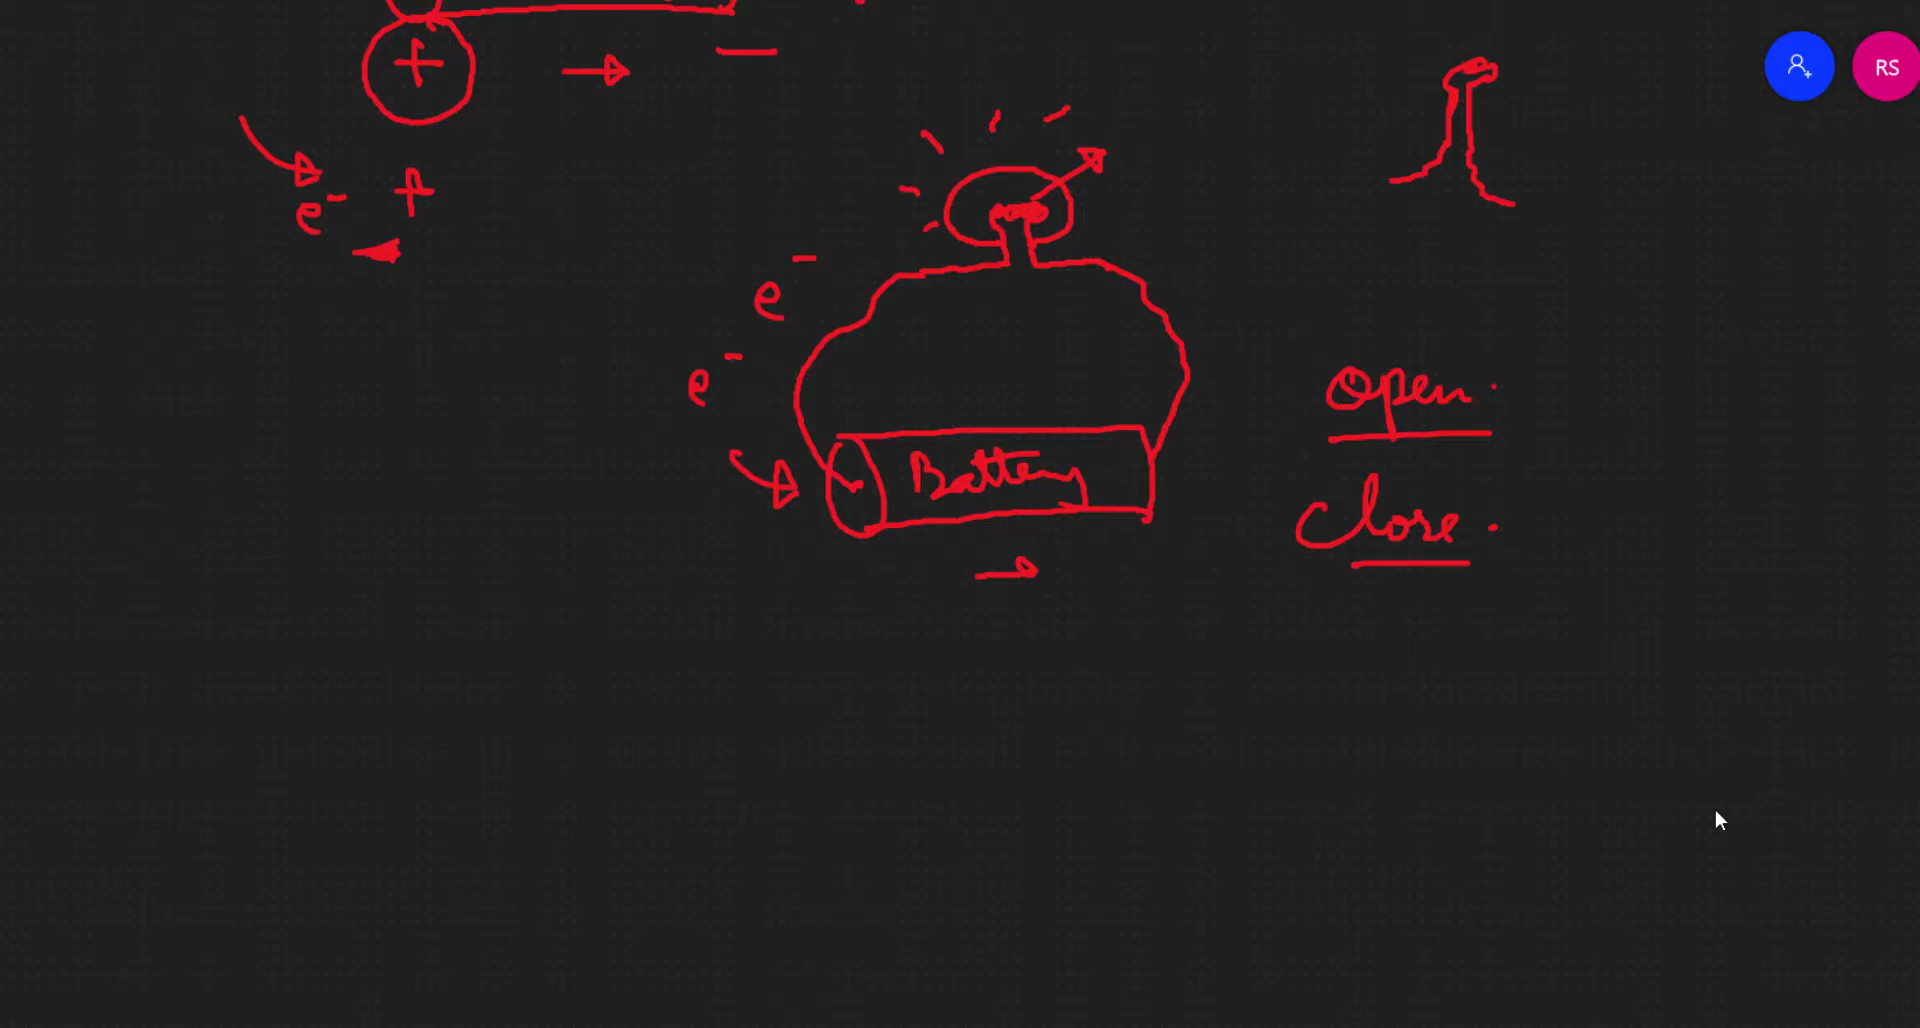 +
RS
e⁻ +
e⁻
e⁻
Open.
Battery
Close.